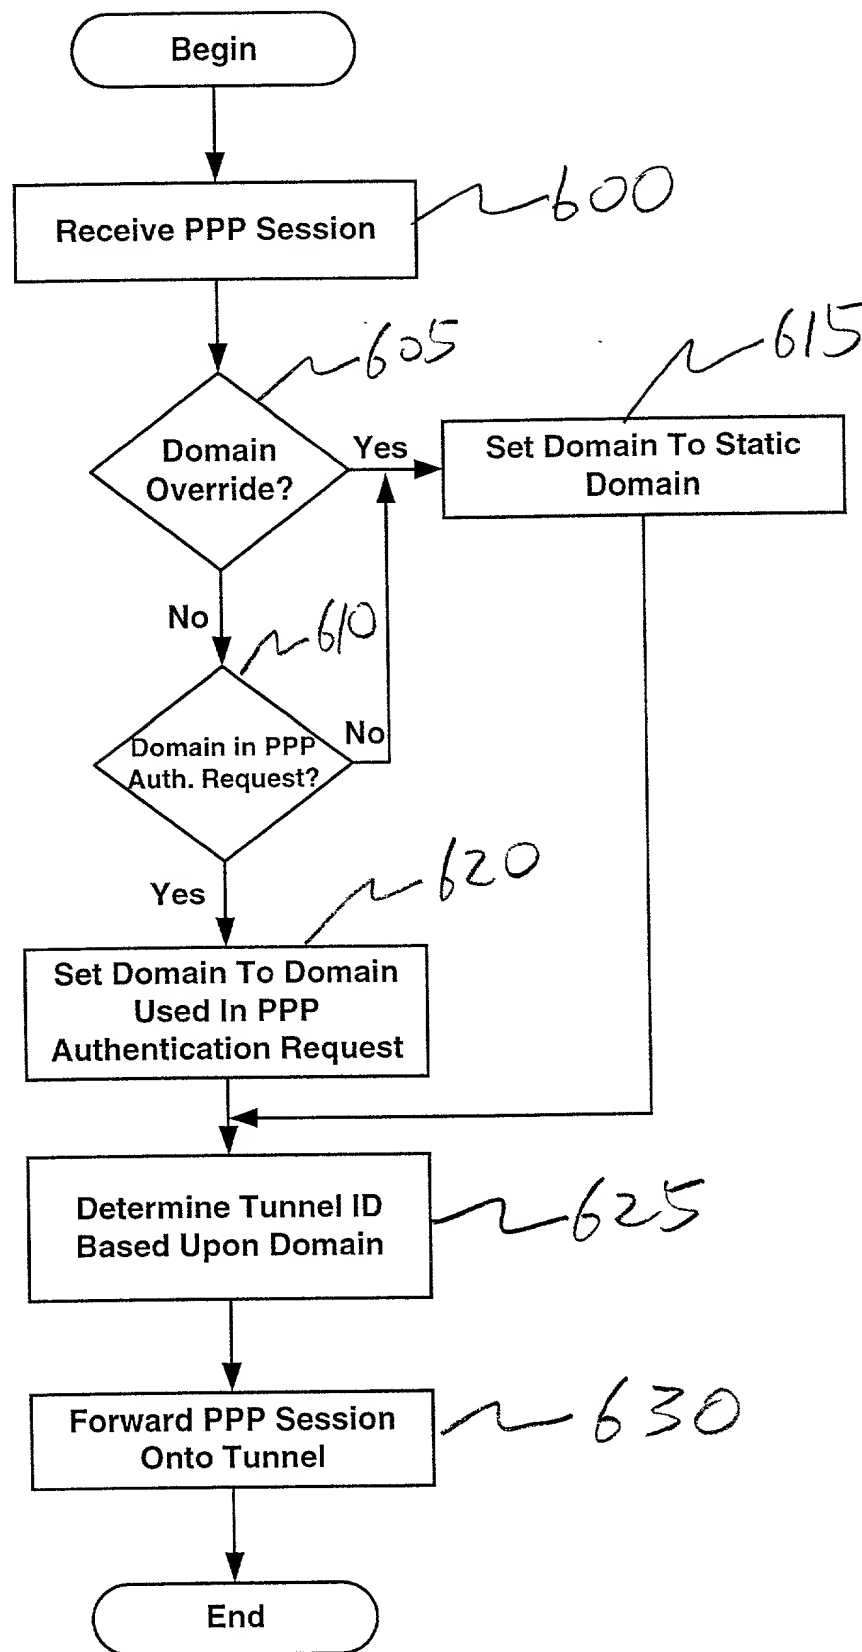 Begin
Receive PPP Session
600
605
615
Domain
Override?
Yes
Set Domain To Static
Domain
No
610
Domain in PPP
Auth. Request?
No
Yes
620
Set Domain To Domain
Used In PPP
Authentication Request
Determine Tunnel ID
Based Upon Domain
625
Forward PPP Session
Onto Tunnel
630
End